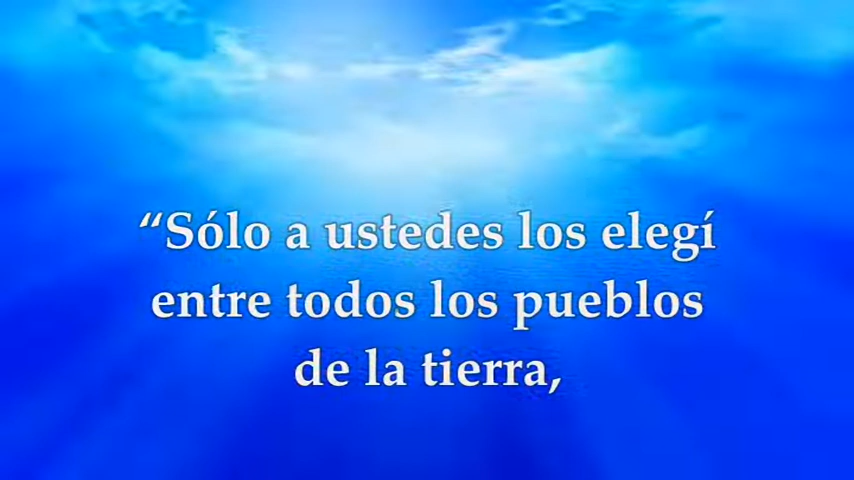 “Sólo a ustedes los elegí
entre todos los pueblos
de la tierra,